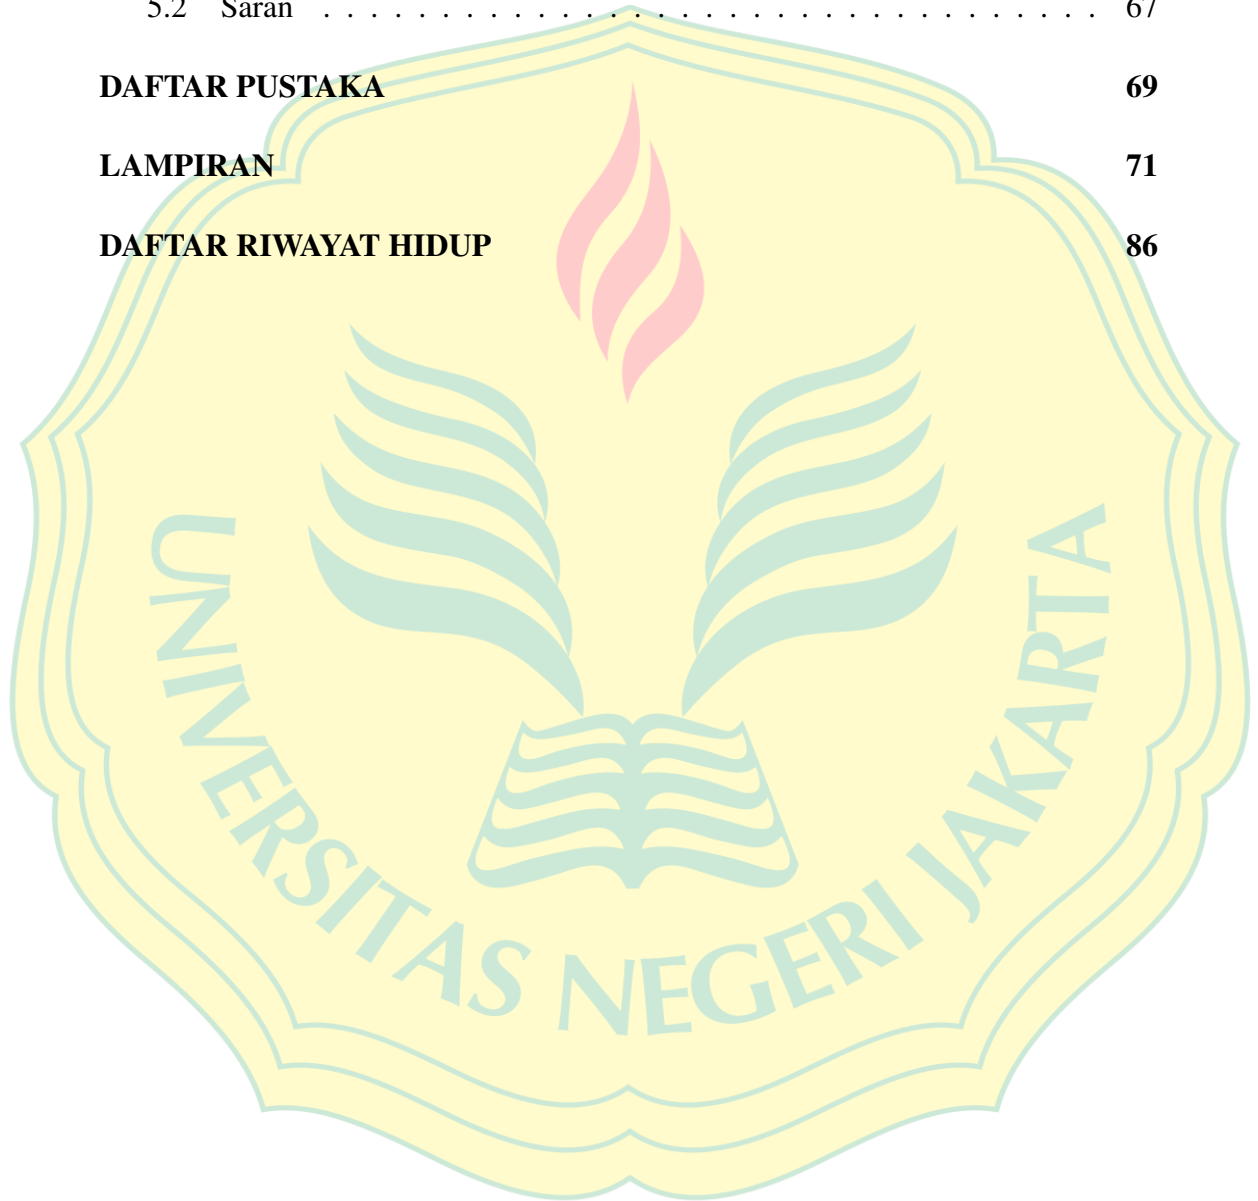 5.2 Saran . . . . . . . . . . . . . . . . . . . . . . . . . . . . . . . . . 67
DAFTAR PUSTAKA 69
LAMPIRAN 71
DAFTAR RIWAYAT HIDUP 86
UNIVERSITAS NEGERI JAKARTA